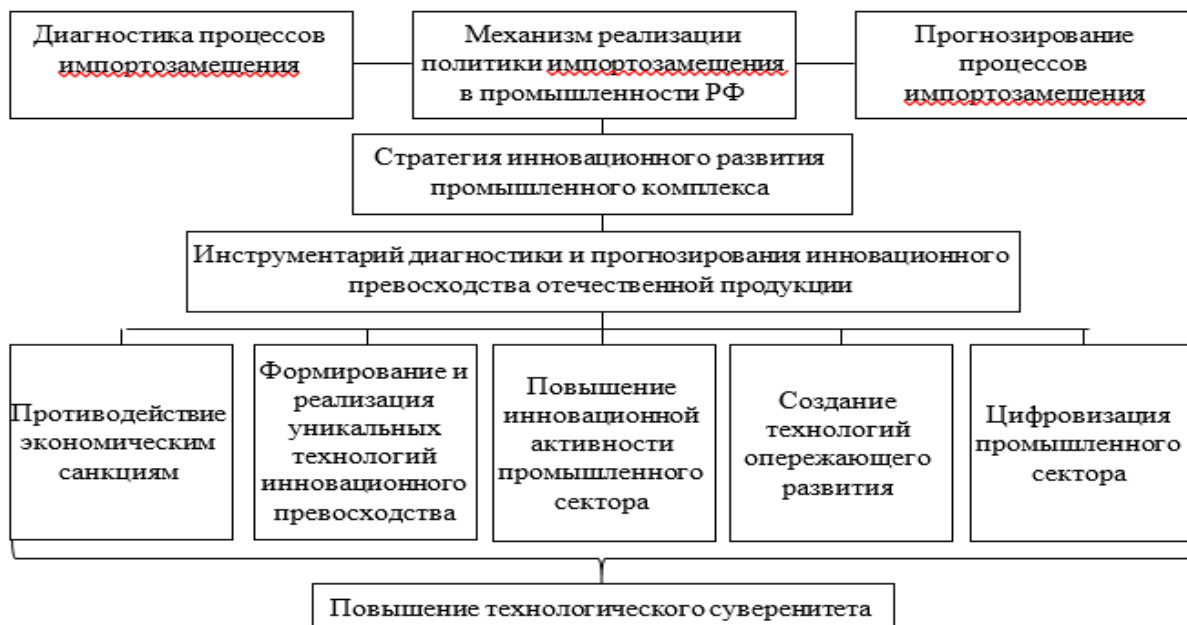 Диагностика процессов
импортозамешения
Механизм реализации
политики импортозамещения
в промышленности РФ
Прогнозирование
процессов
импортозамешения
Стратегия инновационного развития
промышленного комплекса
Инструментарий диагностики и прогнозирования инновационного
превосходства отечественной продукции
Противодействие
экономическим
санкциям
Формирование и
реализация
уникальных
технологий
инновационного
превосходства
Повышение
инновационной
активности
промышленного
сектора
Создание
технологий
опережающего
развития
Цифровизация
промышленного
сектора
Повышение технологического суверенитета